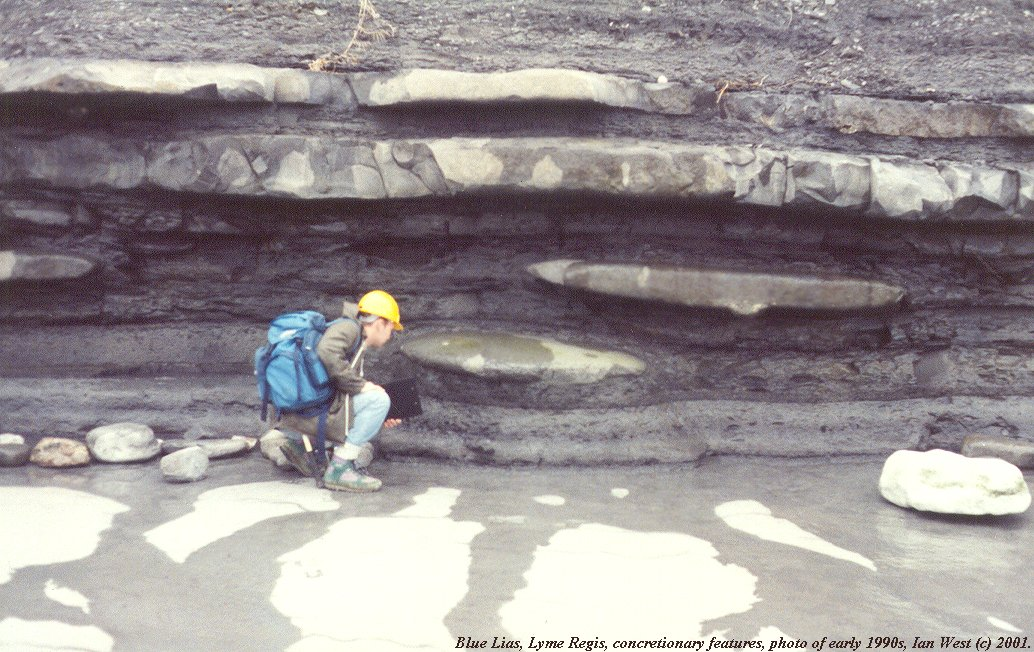 Blue Lias, Lyme Regis, concretionary features, photo of early 1990s, Ian West (c) 2001.